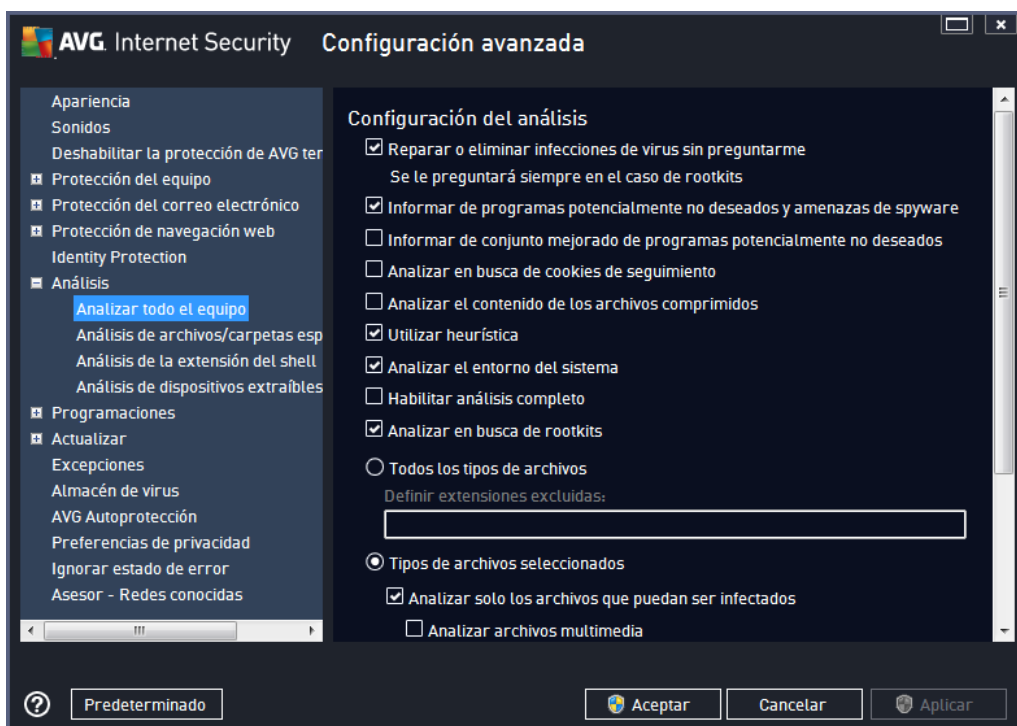 AVG. Internet Security Configuración avanzada
Apariencia
Sonidos
Deshabilitar la protección de AVG ter
Protección del equipo
Protección del correo electrónico
Protección de navegación web
Identity Protection
Análisis
Analizar todo el equipo
Análisis de archivos/carpetas esp
Análisis de la extensión del shell
Análisis de dispositivos extraíbles
Programaciones
Actualizar
Excepciones
Almacén de virus
AVG Autoprotección
Preferencias de privacidad
Ignorar estado de error
Asesor - Redes conocidas
Configuración del análisis
Reparar o eliminar infecciones de virus sin preguntarme
Se le preguntará siempre en el caso de rootkits
Informar de programas potencialmente no deseados y amenazas de spyware
Informar de conjunto mejorado de programas potencialmente no deseados
Analizar en busca de cookies de seguimiento
Analizar el contenido de los archivos comprimidos
Utilizar heurística
Analizar el entorno del sistema
Habilitar análisis completo
Analizar en busca de rootkits
Todos los tipos de archivos
Definir extensiones excluidas:
Tipos de archivos seleccionados
Analizar solo los archivos que puedan ser infectados
Analizar archivos multimedia
? Predeterminado Aceptar Cancelar Aplicar